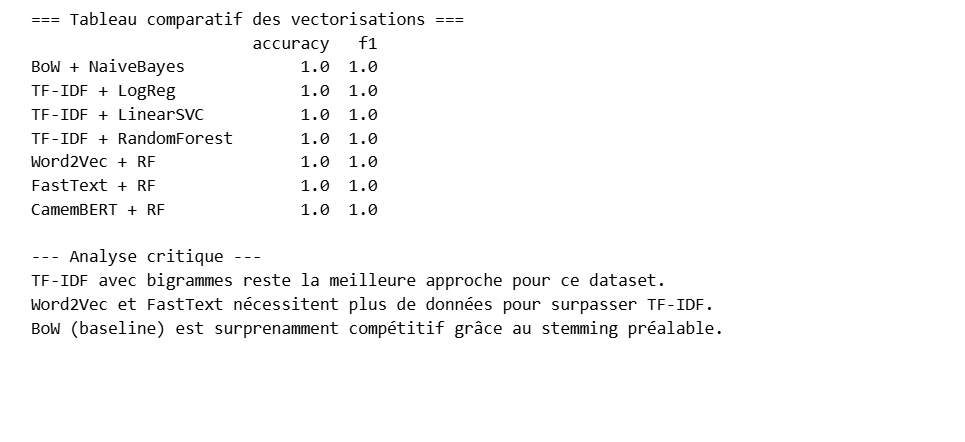 === Tableau comparatif des vectorisations ===
accuracy f1
BoW + NaiveBayes 1.0 1.0
TF-IDF + LogReg 1.0 1.0
TF-IDF + LinearSVC 1.0 1.0
TF-IDF + RandomForest 1.0 1.0
Word2Vec + RF 1.0 1.0
FastText + RF 1.0 1.0
CamemBERT + RF 1.0 1.0
--- Analyse critique ---
TF-IDF avec bigrammes reste la meilleure approche pour ce dataset.
Word2Vec et FastText nécessitent plus de données pour surpasser TF-IDF.
BoW (baseline) est surprenamment compétitif grâce au stemming préalable.